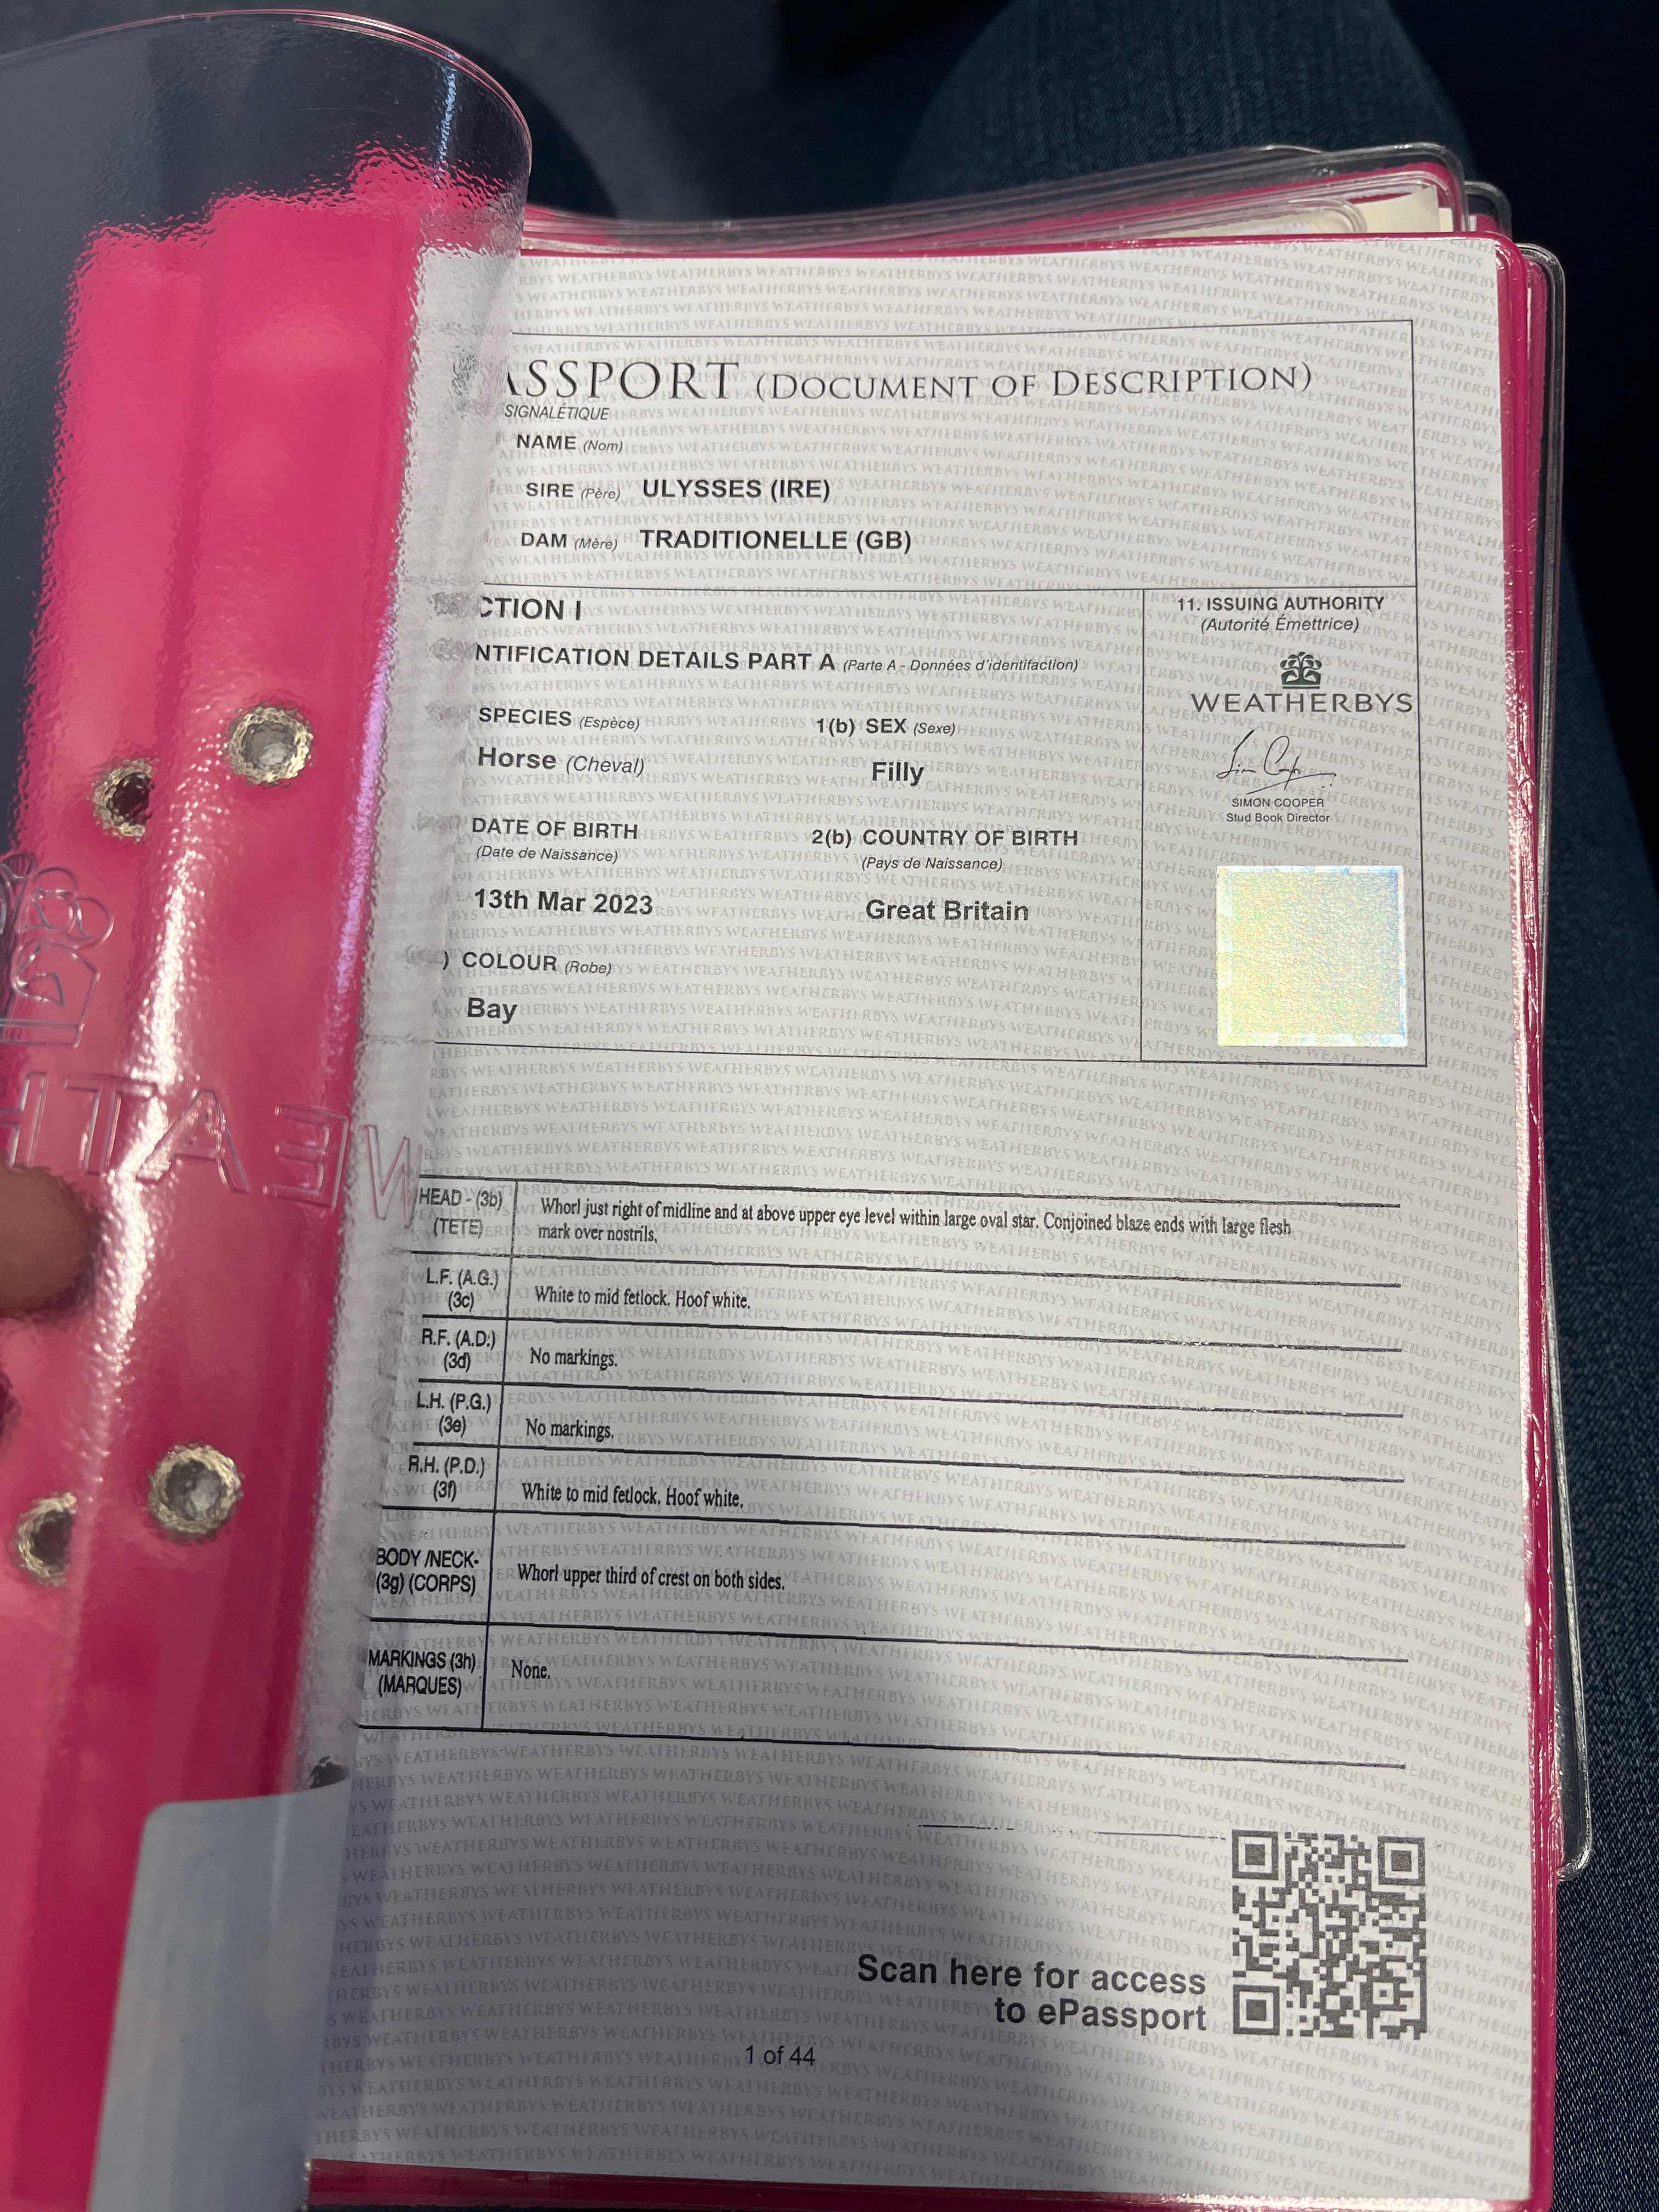 ASSPORT (DOCUMENT OF DESCRIPTION)
SIGNALÉTIQUE
NAME (Nom)
SIRE (Père) ULYSSES (IRE)
DAM (Mère) TRADITIONELLE (GB)
CTION I
NTIFICATION DETAILS PART A (Parte A - Données d'identifaction)
SPECIES (Espèce) 1(b) SEX (Sexe)
Horse (Cheval) Filly
DATE OF BIRTH 2(b) COUNTRY OF BIRTH
(Date de Naissance) (Pays de Naissance)
13th Mar 2023 Great Britain
) COLOUR (Robe)
Bay
11. ISSUING AUTHORITY
(Autorité Émettrice)
WEATHERBYS
SIMON COOPER
Stud Book Director
HEAD - (3b) Whorl just right of midline and at above upper eye level within large oval star. Conjoined blaze ends with large flesh
(TETE) mark over nostrils,
L.F. (A.G.)
(3c) White to mid fetlock. Hoof white.
R.F. (A.D.)
(3d) No markings.
L.H. (P.G.)
(3e) No markings.
R.H. (P.D.)
(3f) White to mid fetlock. Hoof white.
BODY /NECK-
(3g) (CORPS) Whorl upper third of crest on both sides.
MARKINGS (3h) None.
(MARQUES)
Scan here for access
to ePassport
1 of 44
WEATH